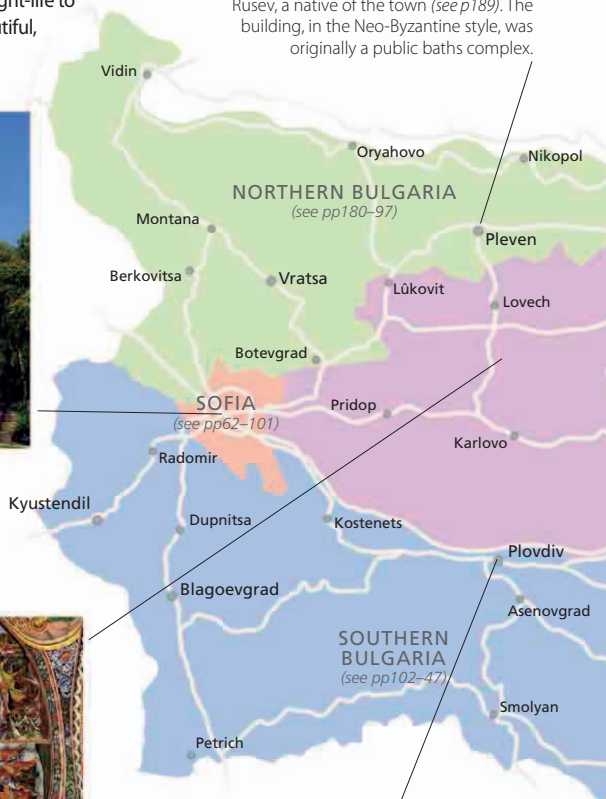 ght-life to
utiful,
Rusev, a native of the town (see p189). The
building, in the Neo-Byzantine style, was
originally a public baths complex.
Vidin
Oryahovo
Nikopol
NORTHERN BULGARIA
(see pp180–97)
Montana
Pleven
Berkovitsa
Vratsa
Lûkovit
Lovech
Botevgrad
SOFIA
(see pp62–101)
Pridop
Karlovo
Radomir
Kyustendil
Dupnitsa
Kostenets
Plovdiv
Blagoevgrad
Asenovgrad
SOUTHERN
BULGARIA
(see pp102–47)
Smolyan
Petrich